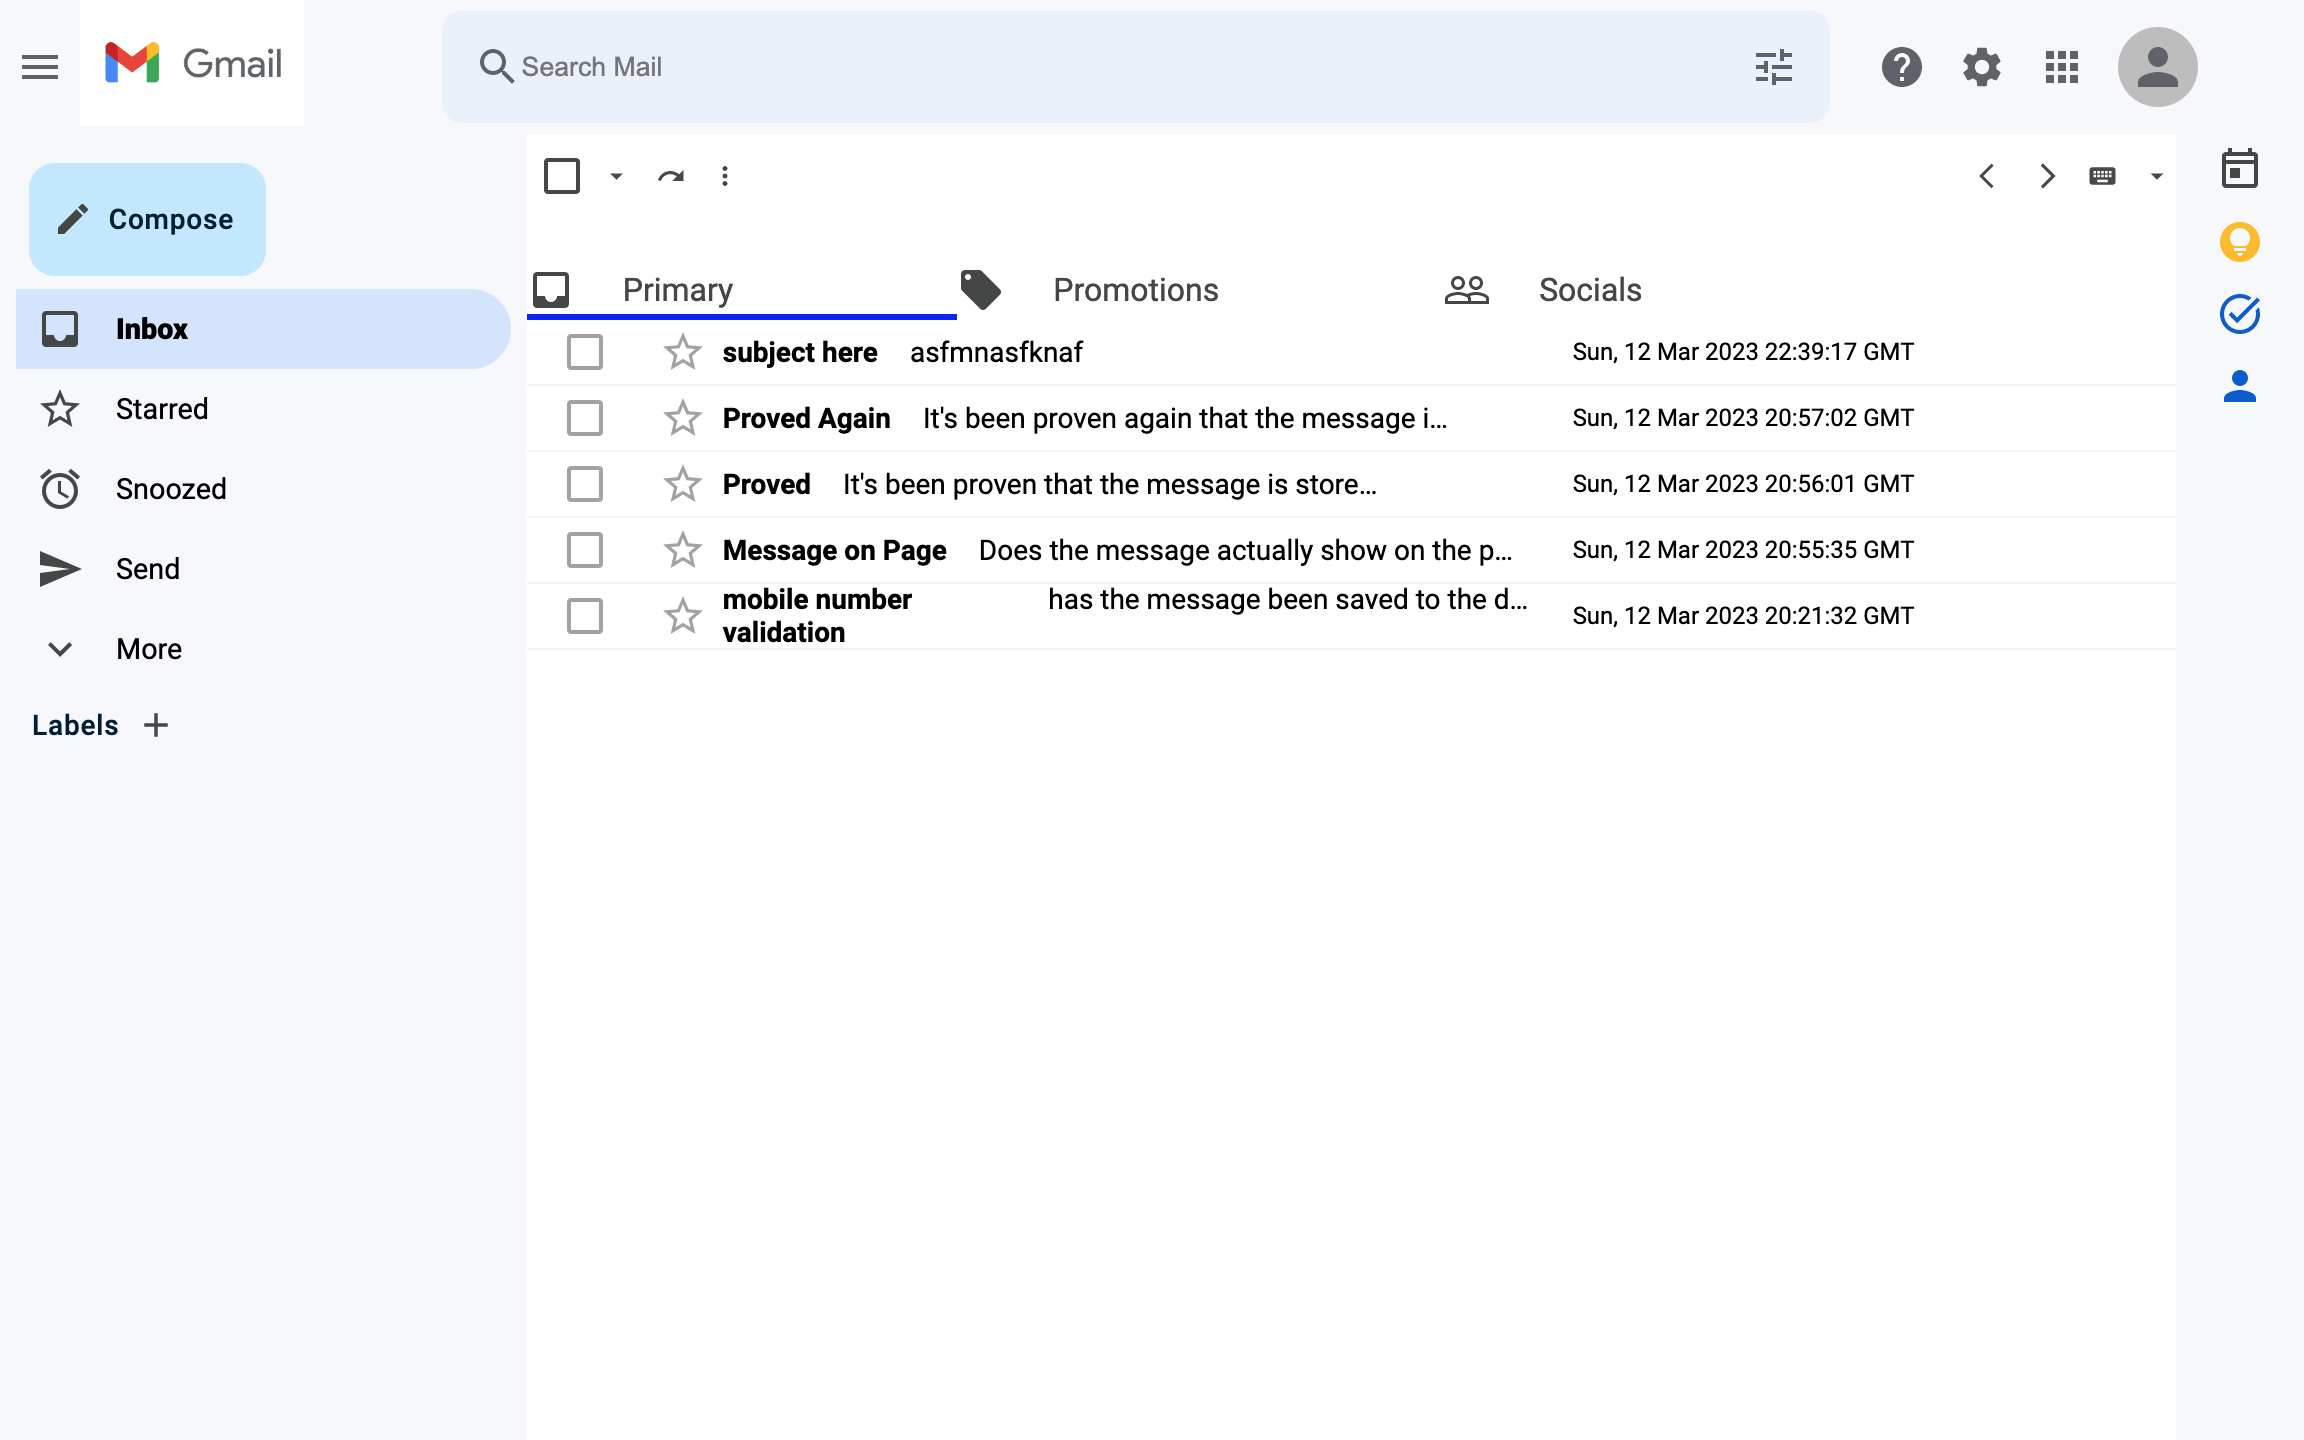 Gmail
Search Mail
Compose
Inbox
Starred
Snoozed
Send
More
Labels
Primary Promotions Socials
subject here asfmnasfknaf Sun, 12 Mar 2023 22:39:17 GMT
Proved Again It's been proven again that the message i... Sun, 12 Mar 2023 20:57:02 GMT
Proved It's been proven that the message is store... Sun, 12 Mar 2023 20:56:01 GMT
Message on Page Does the message actually show on the p... Sun, 12 Mar 2023 20:55:35 GMT
mobile number validation has the message been saved to the d... Sun, 12 Mar 2023 20:21:32 GMT